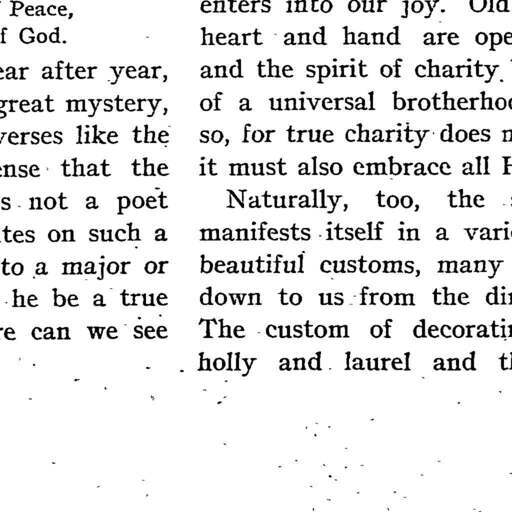 Peace,
f God.
ear after year,
great mystery,
verses like the
ense that the
s not a poet
tes on such a
to a major or
he be a true
re can we see
enters into our joy. Old
heart and hand are ope
and the spirit of charity
of a universal brotherhoo
so, for true charity does n
it must also embrace all H
Naturally, too, the s
manifests itself in a vari
beautiful customs, many
down to us from the di
The custom of decorati
holly and laurel and th